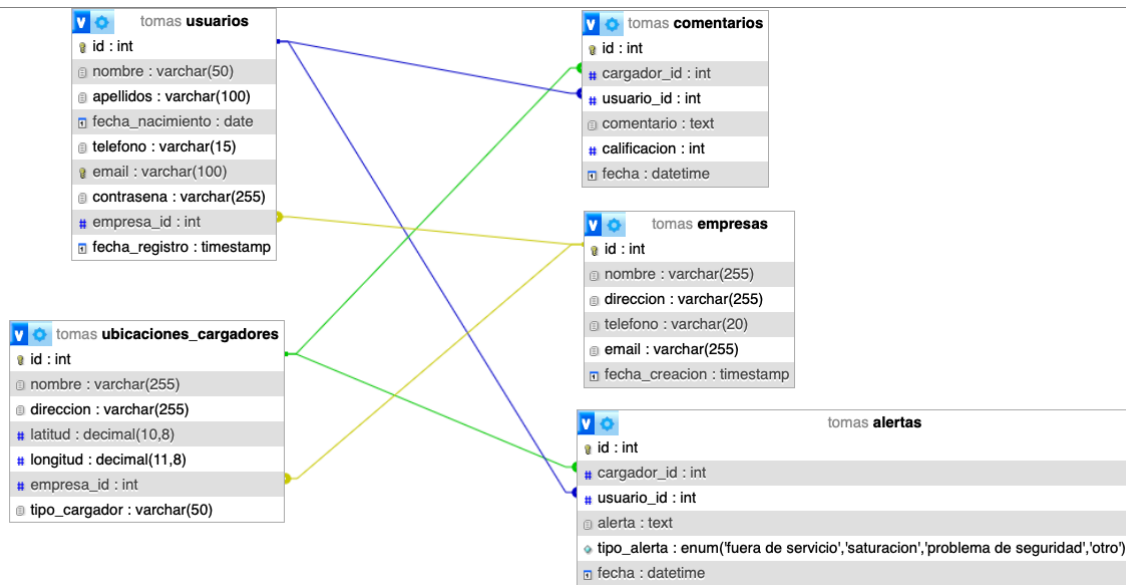 tomas usuarios
id : int
nombre : varchar(50)
apellidos : varchar(100)
fecha_nacimiento : date
telefono : varchar(15)
email : varchar(100)
contrasena : varchar(255)
# empresa_id : int
fecha_registro : timestamp
tomas ubicaciones_cargadores
id : int
nombre : varchar(255)
direccion : varchar(255)
# latitud : decimal(10,8)
# longitud : decimal(11,8)
# empresa_id : int
tipo_cargador : varchar(50)
tomas comentarios
id : int
# cargador_id : int
# usuario_id : int
comentario : text
# calificacion : int
fecha : datetime
tomas empresas
id : int
nombre : varchar(255)
direccion : varchar(255)
telefono : varchar(20)
email : varchar(255)
fecha_creacion : timestamp
tomas alertas
id : int
# cargador_id : int
# usuario_id : int
alerta : text
tipo_alerta : enum('fuera de servicio','saturacion','problema de seguridad','otro')
fecha : datetime